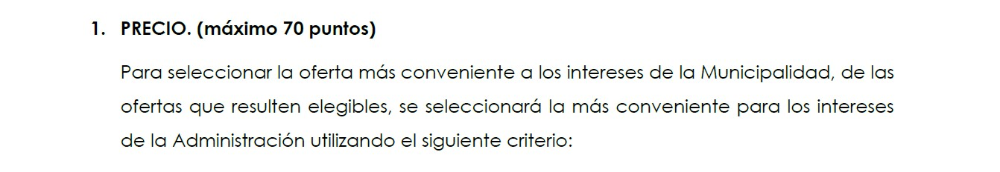 1. PRECIO. (máximo 70 puntos)
Para seleccionar la oferta más conveniente a los intereses de la Municipalidad, de las
ofertas que resulten elegibles, se seleccionará la más conveniente para los intereses
de la Administración utilizando el siguiente criterio: